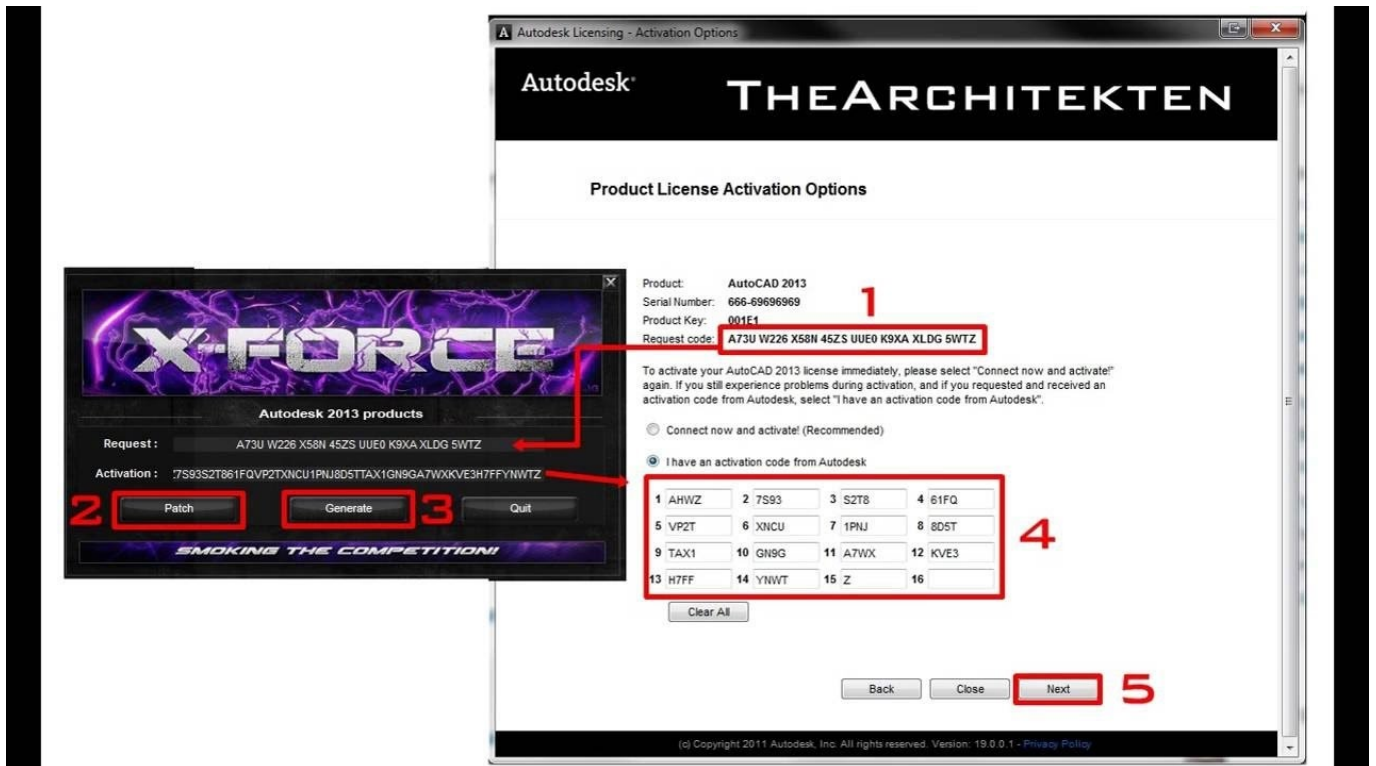 Autodesk Licensing - Activation Options
Autodesk
THEARCHITEKTEN
Product License Activation Options
Product: AutoCAD 2013
Serial Number: 666-69696969
Product Key: 001E1
1
Request code: A73U W226 X58N 45ZS UUE0 K9XA XLDG 5WTZ
To activate your AutoCAD 2013 license immediately, please select "Connect now and activate!"
again. If you still experience problems during activation, and if you requested and received an
activation code from Autodesk, select "I have an activation code from Autodesk".
Connect now and activate! (Recommended)
I have an activation code from Autodesk
1 AHWZ 2 7S93 3 S2T8 4 61FQ
5 VP2T 6 XNCU 7 1PNJ 8 8D5T
9 TAX1 10 GN9G 11 A7WX 12 KVE3
13 H7FF 14 YNWT 15 Z 16
4
Clear All
Back Close Next 5
(c) Copyright 2011 Autodesk, Inc. All rights reserved. Version: 19.0.0.1 - Privacy Policy
X-FORCE
Autodesk 2013 products
Request : A73U W226 X58N 45ZS UUE0 K9XA XLDG 5WTZ
Activation : 7S93S2T861FQVP2TXNCU1PNJ8D5TTAX1GN9GA7WXKVE3H7FFYNWTZ
2 Patch Generate 3 Quit
SMOKING THE COMPETITION!